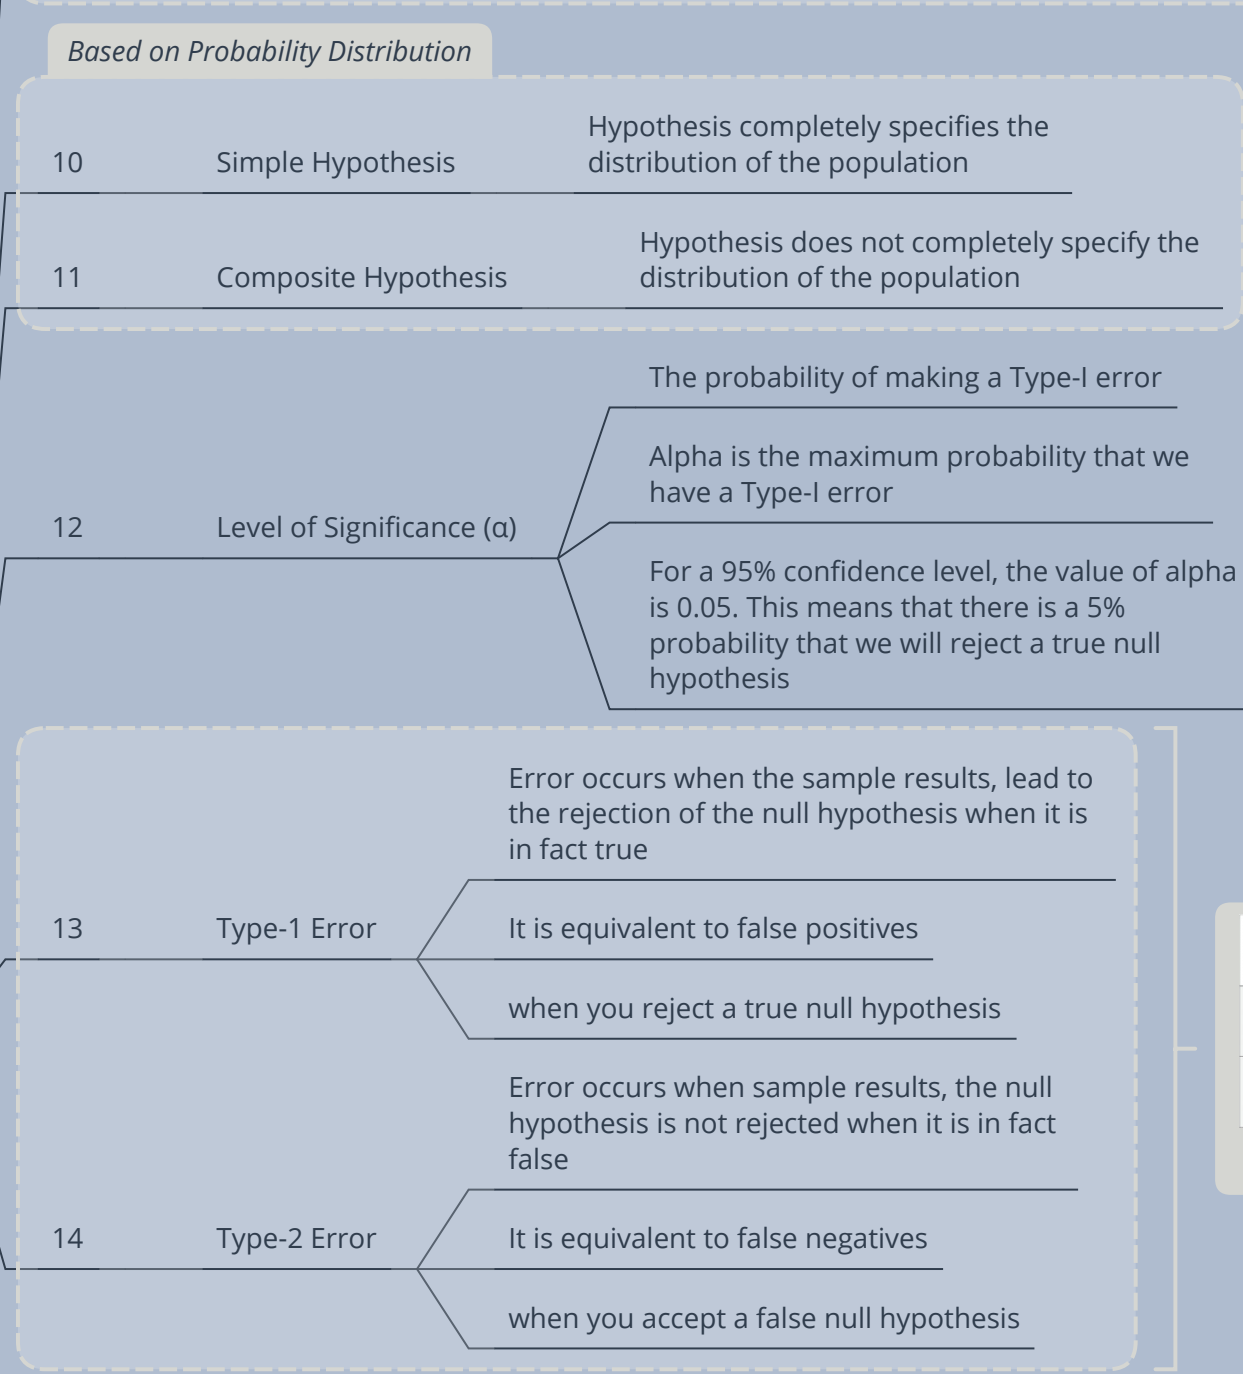 Based on Probability Distribution
10
Simple Hypothesis
Hypothesis completely specifies the
distribution of the population
11
Composite Hypothesis
Hypothesis does not completely specify the
distribution of the population
12
Level of Significance (α)
The probability of making a Type-I error
Alpha is the maximum probability that we
have a Type-I error
For a 95% confidence level, the value of alpha
is 0.05. This means that there is a 5%
probability that we will reject a true null
hypothesis
13
Type-1 Error
Error occurs when the sample results, lead to
the rejection of the null hypothesis when it is
in fact true
It is equivalent to false positives
when you reject a true null hypothesis
14
Type-2 Error
Error occurs when sample results, the null
hypothesis is not rejected when it is in fact
false
It is equivalent to false negatives
when you accept a false null hypothesis